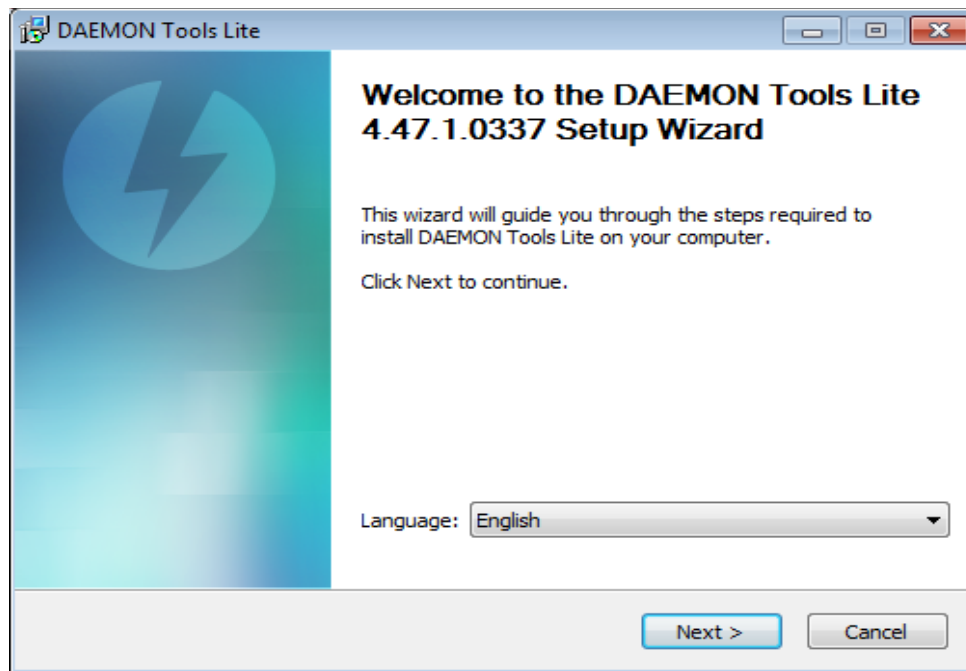 DAEMON Tools Lite
Welcome to the DAEMON Tools Lite
4.47.1.0337 Setup Wizard
This wizard will guide you through the steps required to
install DAEMON Tools Lite on your computer.
Click Next to continue.
Language: English
Next >
Cancel